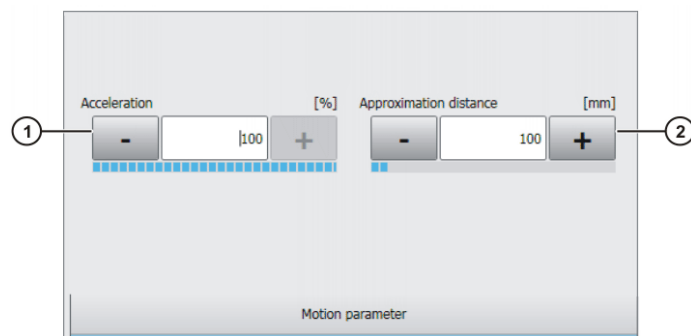 Acceleration [%] Approximation distance [mm]
1 - 100 + - 100 + 2
Motion parameter